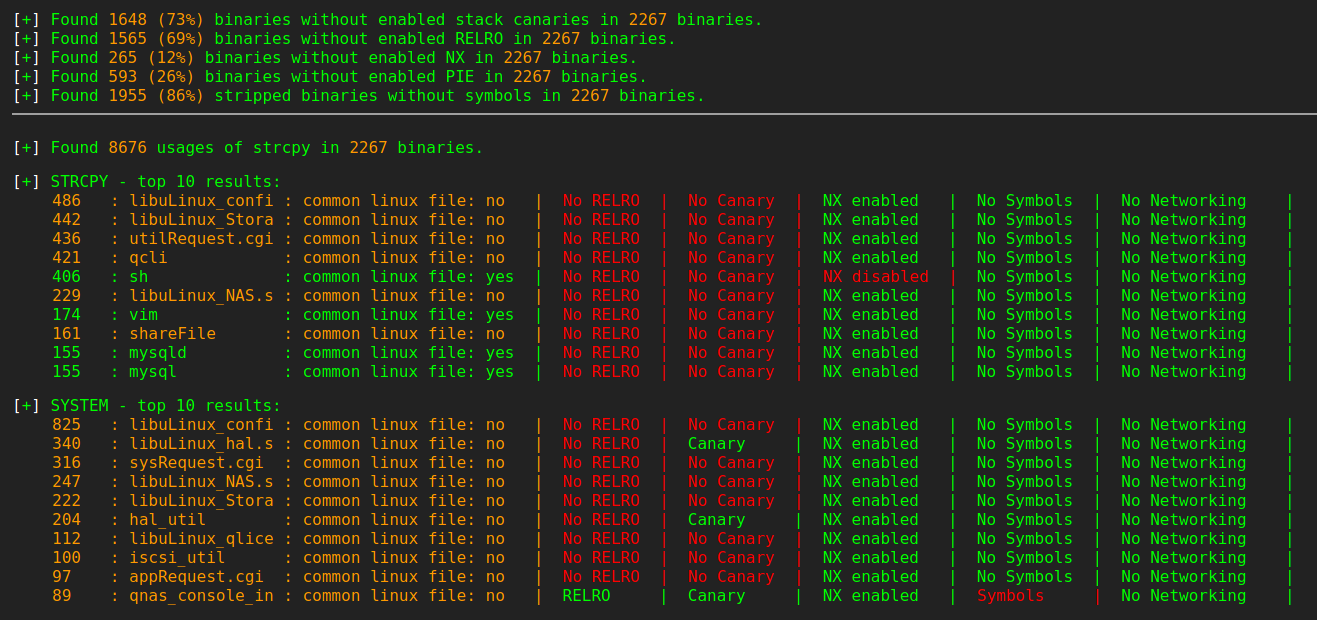 [+] Found 1648 (73%) binaries without enabled stack canaries in 2267 binaries.
[+] Found 1565 (69%) binaries without enabled RELRO in 2267 binaries.
[+] Found 265 (12%) binaries without enabled NX in 2267 binaries.
[+] Found 593 (26%) binaries without enabled PIE in 2267 binaries.
[+] Found 1955 (86%) stripped binaries without symbols in 2267 binaries.
[+] Found 8676 usages of strcpy in 2267 binaries.
[+] STRCPY - top 10 results:
486 : libuLinux_confi : common linux file: no | No RELRO | No Canary | NX enabled | No Symbols | No Networking |
442 : libuLinux_Stora : common linux file: no | No RELRO | No Canary | NX enabled | No Symbols | No Networking |
436 : utilRequest.cgi : common linux file: no | No RELRO | No Canary | NX enabled | No Symbols | No Networking |
421 : qcli : common linux file: no | No RELRO | No Canary | NX enabled | No Symbols | No Networking |
406 : sh : common linux file: yes | No RELRO | No Canary | NX disabled | No Symbols | No Networking |
229 : libuLinux_NAS.s : common linux file: no | No RELRO | No Canary | NX enabled | No Symbols | No Networking |
174 : vim : common linux file: yes | No RELRO | No Canary | NX enabled | No Symbols | No Networking |
161 : shareFile : common linux file: no | No RELRO | No Canary | NX enabled | No Symbols | No Networking |
155 : mysqld : common linux file: yes | No RELRO | No Canary | NX enabled | No Symbols | No Networking |
155 : mysql : common linux file: yes | No RELRO | No Canary | NX enabled | No Symbols | No Networking |
[+] SYSTEM - top 10 results:
825 : libuLinux_confi : common linux file: no | No RELRO | No Canary | NX enabled | No Symbols | No Networking |
340 : libuLinux_hal.s : common linux file: no | No RELRO | Canary | NX enabled | No Symbols | No Networking |
316 : sysRequest.cgi : common linux file: no | No RELRO | No Canary | NX enabled | No Symbols | No Networking |
247 : libuLinux_NAS.s : common linux file: no | No RELRO | No Canary | NX enabled | No Symbols | No Networking |
222 : libuLinux_Stora : common linux file: no | No RELRO | No Canary | NX enabled | No Symbols | No Networking |
204 : hal_util : common linux file: no | No RELRO | Canary | NX enabled | No Symbols | No Networking |
112 : libuLinux_qlice : common linux file: no | No RELRO | No Canary | NX enabled | No Symbols | No Networking |
100 : iscsi_util : common linux file: no | No RELRO | No Canary | NX enabled | No Symbols | No Networking |
97 : appRequest.cgi : common linux file: no | No RELRO | No Canary | NX enabled | No Symbols | No Networking |
89 : qnas_console_in : common linux file: no | RELRO | Canary | NX enabled | Symbols | No Networking |